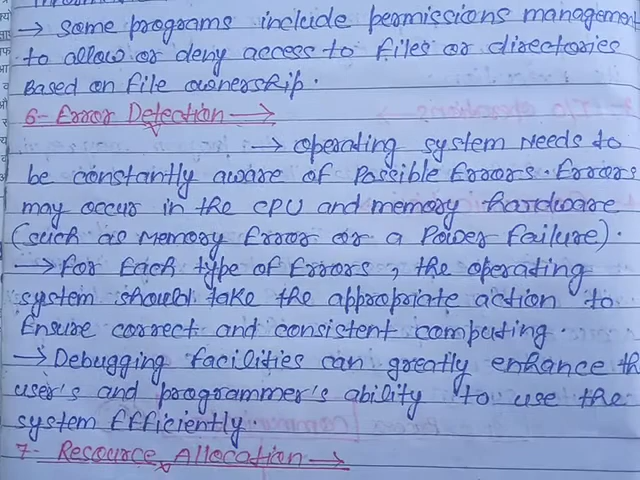 → Some programs include permissions management
to allow or deny access to files or directories
Based on file ownership.
6- Error Detection →
→ operating system needs to
be constantly aware of possible Errors. Errors
may occur in the CPU and memory hardware
(such as Memory Error or a Power failure).
→ for Each type of Errors, the operating
system should take the appropriate action to
Ensure correct and consistent computing.
→ Debugging facilities can greatly enhance th
user's and programmer's ability to use the
system Efficiently.
7- Resource Allocation →